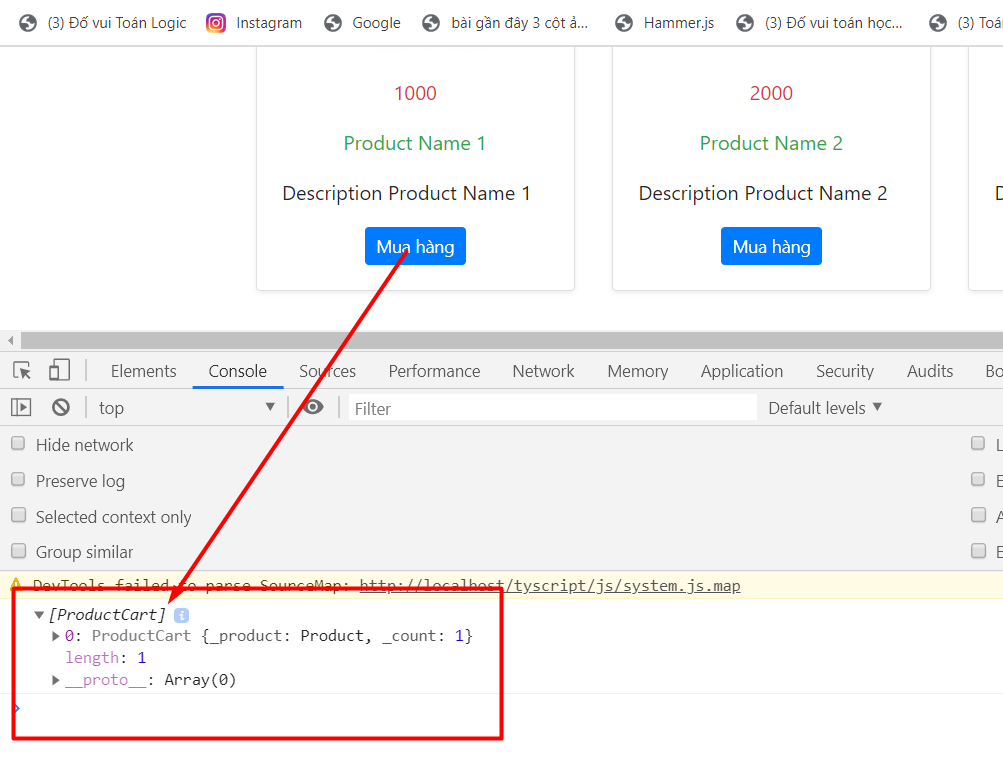 (3) Đố vui Toán Logic Instagram Google bài gần đây 3 cột ả... Hammer.js (3) Đố vui toán học... (3) Toá
1000 2000
Product Name 1 Product Name 2
Description Product Name 1 Description Product Name 2 D
Mua hàng Mua hàng
Elements Console Sources Performance Network Memory Application Security Audits Bo
top Filter Default levels
Hide network L
Preserve log E
Selected context only A
Group similar E
DevTools failed to parse SourceMap: http://localhost/tyscript/js/system.js.map
[ProductCart] i
0: ProductCart {_product: Product, _count: 1}
length: 1
__proto__: Array(0)